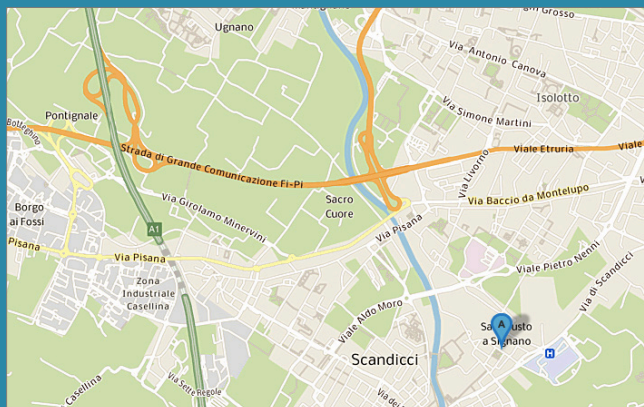 Ugnano
Via Antonio Canova
Isolotto
Via Simone Martini
Pontignale
Viale Etruria
Viale
Strada di Grande Comunicazione Fi-Pi
Via Livorno
Via Girolamo Minervini
Sacro
Cuore
Via Baccio da Montelupo
Borgo
ai Fossi
A1
Via Pisana
Pisana
Via Pisana
Viale Pietro Nenni
Via di Scandicci
Zona
Industriale
Casellina
Viale Aldo Moro
A
a Signano
H
Scandicci
Casellina
Via Sette Regole